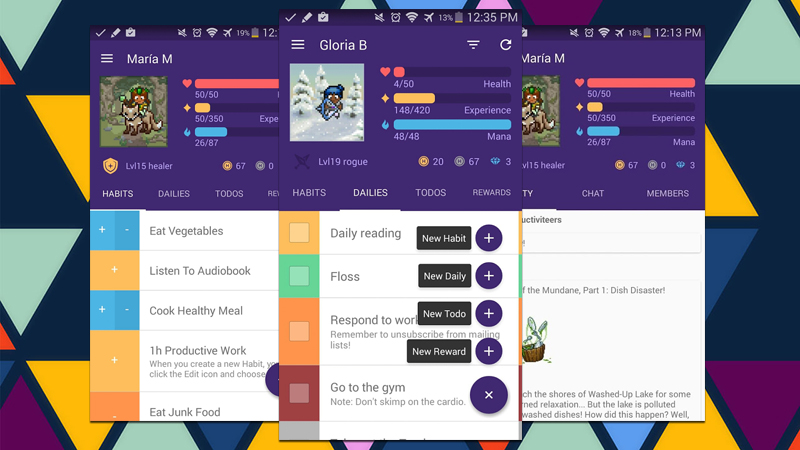 19% 12:
María M
50/50
Health
50/350
Experience
26/87
Lvl15 healer
67
0
HABITS DAILIES TODOS
Eat Vegetables
Listen To Audiobook
Cook Healthy Meal
1h Productive Work
When you create a new Habit, yo
click the Edit icon and choose
Eat Junk Food
13% 12:35 PM
Gloria B
4/50
Health
148/420
Experience
48/48
Mana
Lvl19 rogue
20
67
3
HABITS DAILIES TODOS REWARDS
Daily reading
New Habit
Floss
New Daily
Respond to work
New Todo
Remember to unsubscribe from mailing
lists!
New Reward
Go to the gym
Note: Don't skimp on the cardio.
18% 12:13 PM
María M
50/50
Health
50/350
Experience
26/87
Mana
lvl15 healer
67
0
3
TY CHAT MEMBERS
ductiviteers
of the Mundane, Part 1: Dish Disaster!
ch the shores of Washed-Up Lake for some
rned relaxation... But the lake is polluted
washed dishes! How did this happen? Well,